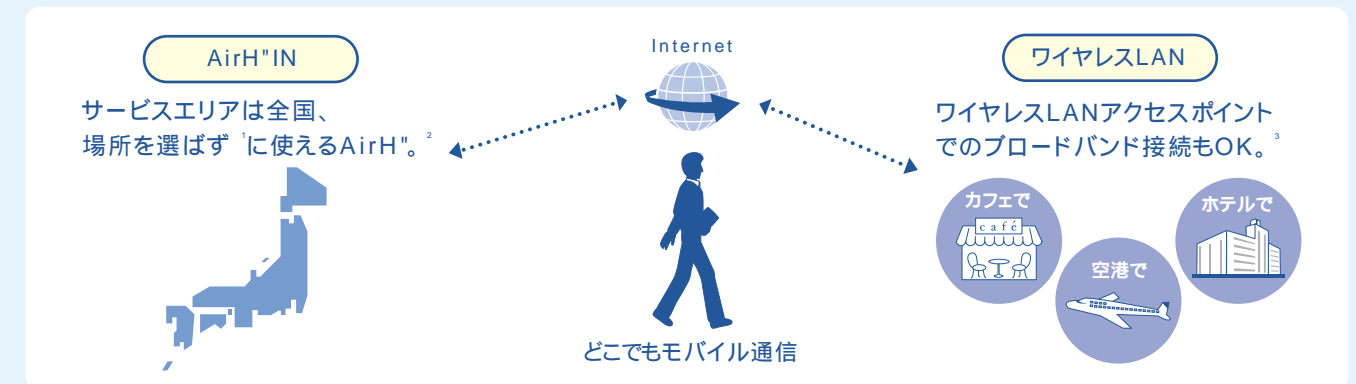 AirH"IN
サービスエリアは全国、
場所を選ばず¹に使えるAirH"。²
Internet
どこでもモバイル通信
ワイヤレスLAN
ワイヤレスLANアクセスポイント
でのブロードバンド接続もOK。³
カフェで
café
空港で
ホテルで